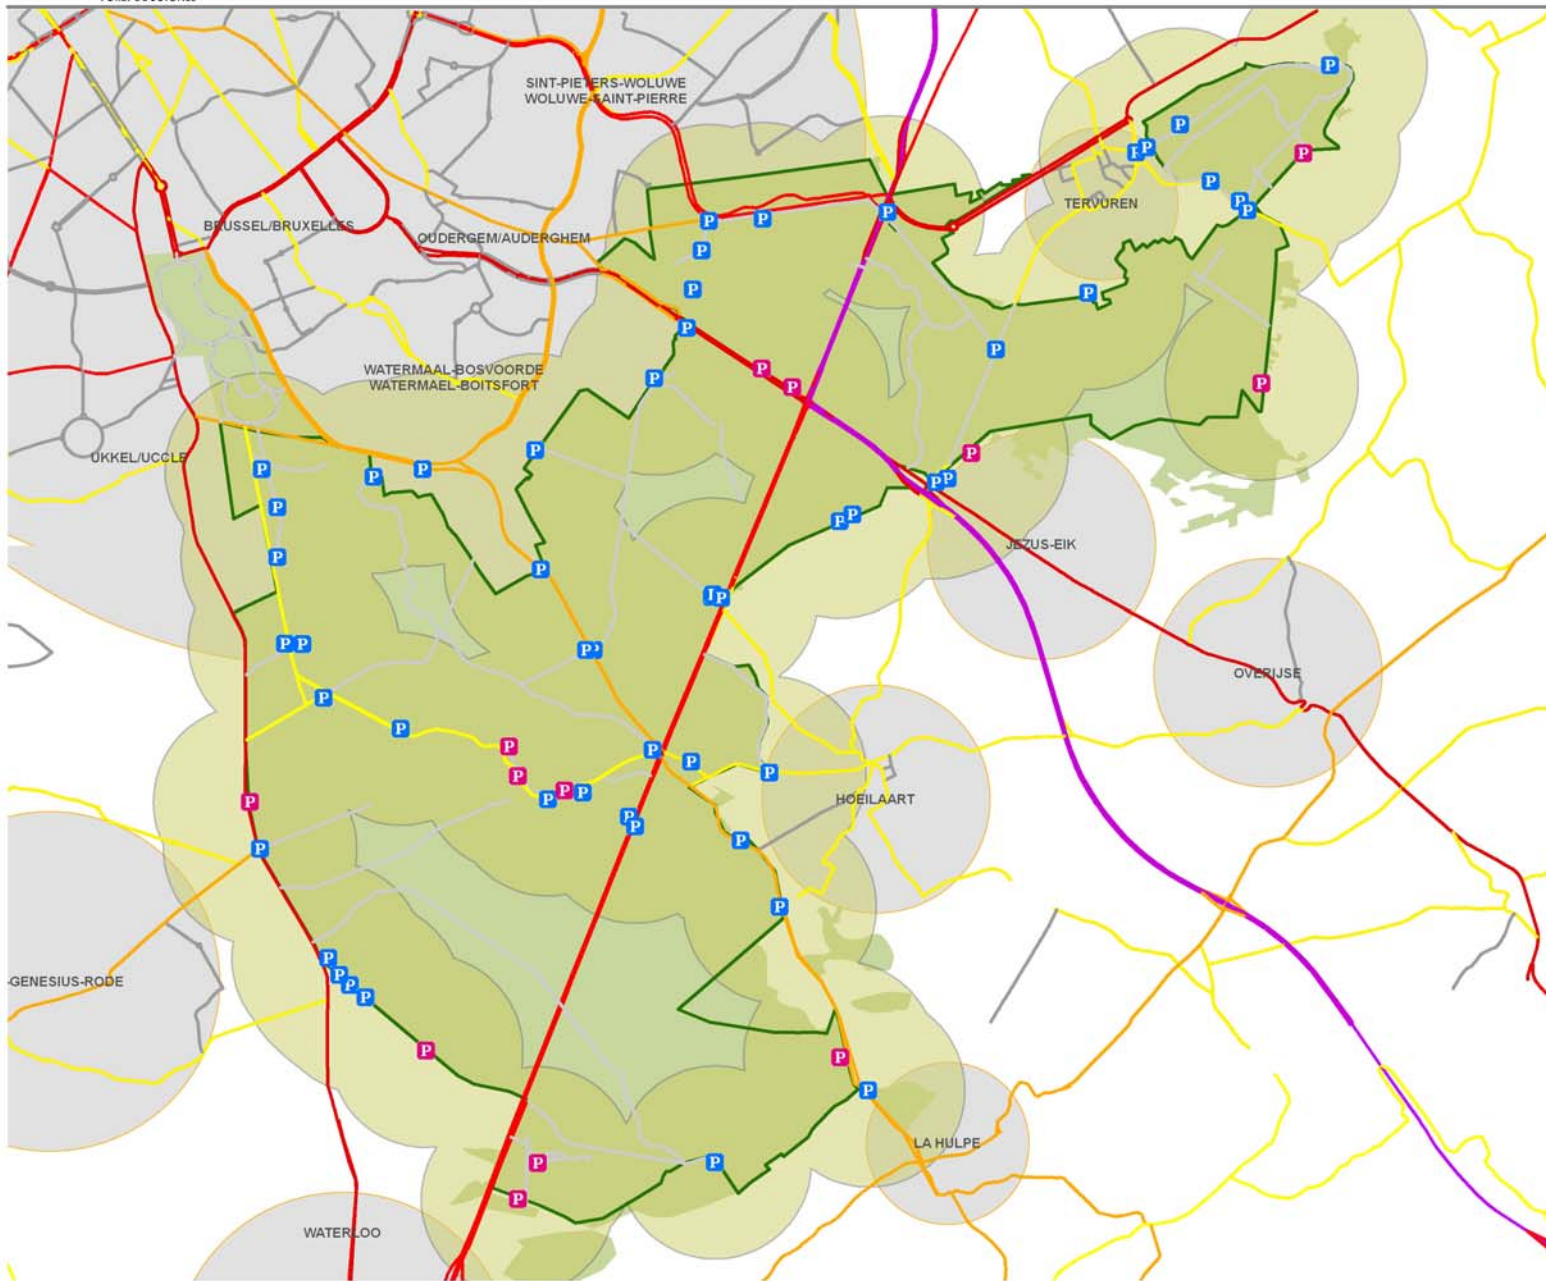 SINT-PIETERS-WOLUWE
WOLUWE-SAINT-PIERRE
TERVUREN
BRUSSEL/BRUXELLES
OUDERGEM/AUDERGHEM
WATERMAAL-BOSVOORDE
WATERMAEL-BOITSFORT
UKKEL/UCCLE
JEZUS-EIK
OVERIJSE
HOEILAART
-GENESIUS-RODE
LA HULPE
WATERLOO